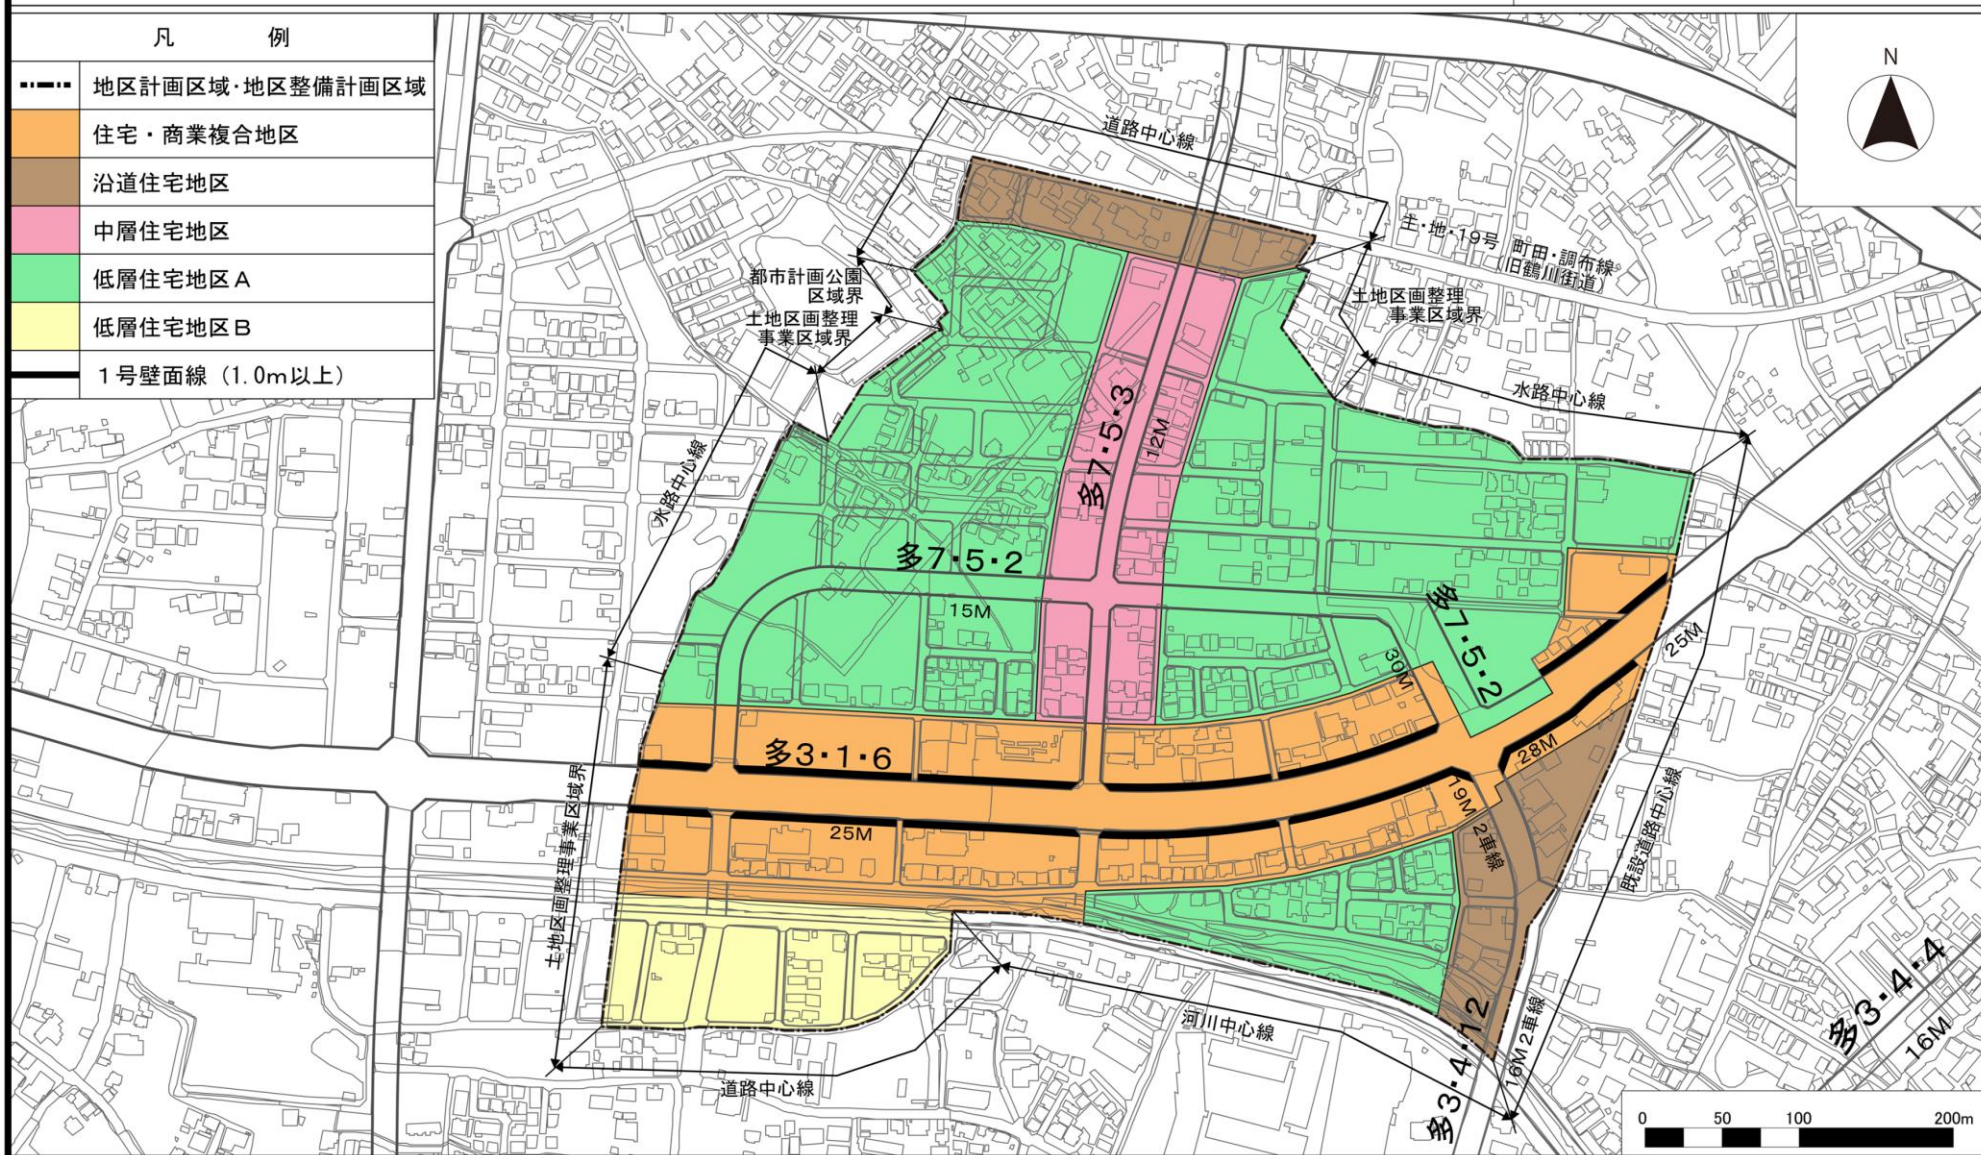 凡 例
地区計画区域・地区整備計画区域
住宅・商業複合地区
沿道住宅地区
中層住宅地区
低層住宅地区A
低層住宅地区B
1号壁面線（1.0m以上）
N
道路中心線
主・地・19号 町田・調布線
（旧鶴川街道）
都市計画公園
区域界
土地区画整理
事業区域界
土地区画整理
事業区域界
水路中心線
水路中心線
多7・5・3
12M
多7・5・2
15M
多7・5・2
30M
25M
多3・1・6
25M
28M
19M 2車線
土地区画整理事業区域界
既設道路中心線
河川中心線
道路中心線
多3・4・12
16M 2車線
多3・4・4
16M
0 50 100 200m